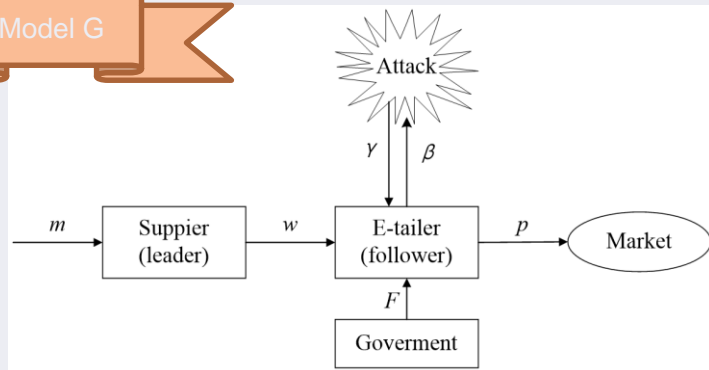 Model G
Attack
γ
β
m
Suppier
(leader)
w
E-tailer
(follower)
p
Market
F
Goverment